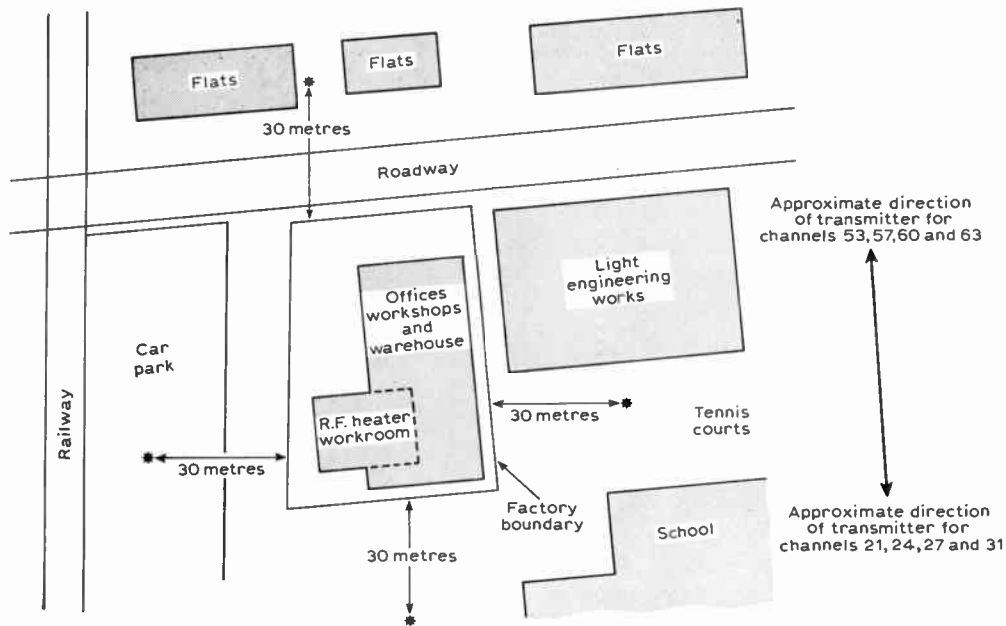 Flats
Flats
Flats
30 metres
Roadway
Approximate direction
of transmitter for
channels 53,57,60 and 63
Light
engineering
works
Offices
workshops
and
warehouse
Car
park
Railway
R.F. heater
workroom
30 metres
Tennis
courts
30 metres
Factory
boundary
School
Approximate direction
of transmitter for
channels 21, 24, 27 and 31
30 metres